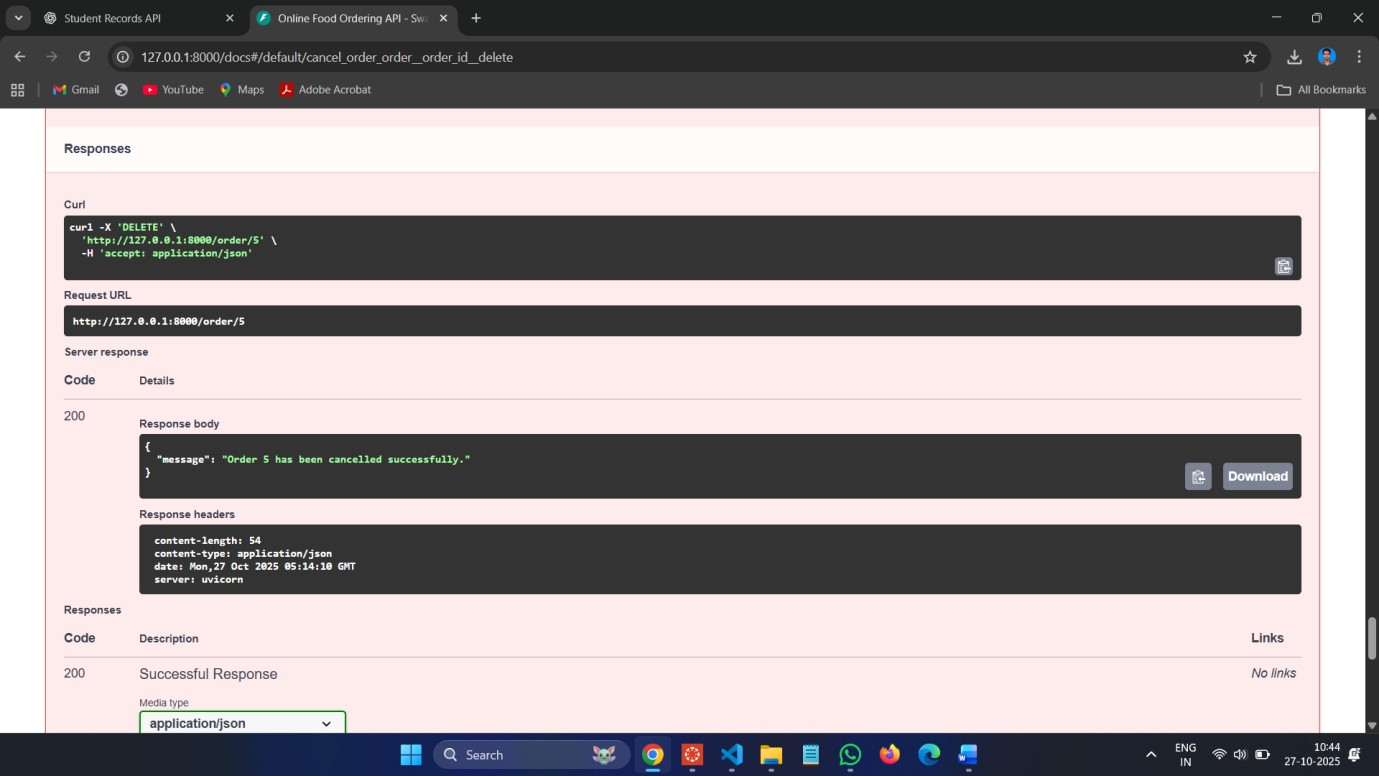 Student Records API
Online Food Ordering API - Sw
127.0.0.1:8000/docs#/default/cancel_order_order__order_id__delete
Gmail
YouTube
Maps
Adobe Acrobat
All Bookmarks
Responses
Curl
curl -X 'DELETE' \
'http://127.0.0.1:8000/order/5' \
-H 'accept: application/json'
Request URL
http://127.0.0.1:8000/order/5
Server response
Code Details
200
Response body
{
"message": "Order 5 has been cancelled successfully."
}
Download
Response headers
content-length: 54
content-type: application/json
date: Mon,27 Oct 2025 05:14:10 GMT
server: uvicorn
Responses
Code Description Links
200 Successful Response No links
Media type
application/json
Search
ENG
IN
10:44
27-10-2025